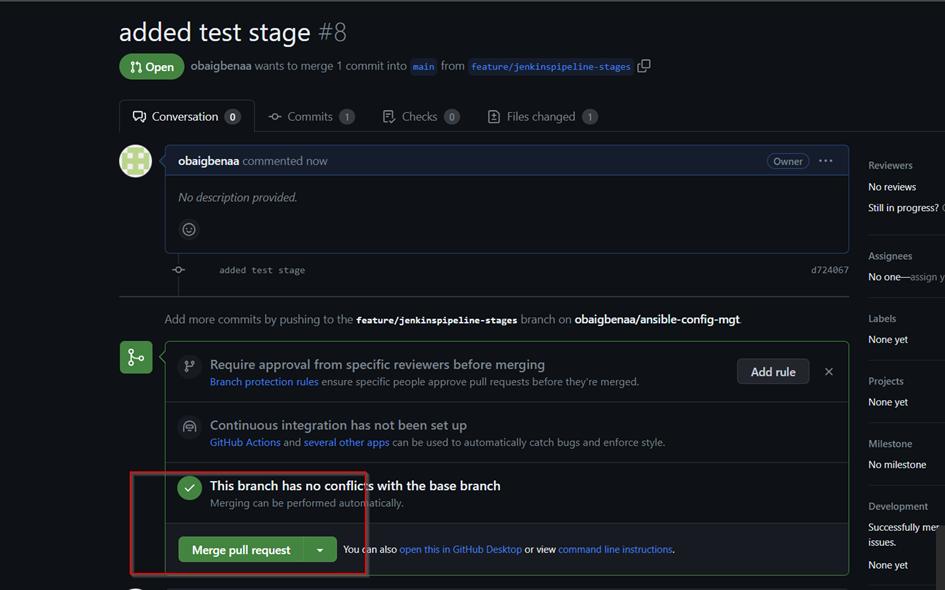 added test stage #8
Open obaigbenaa wants to merge 1 commit into main from feature/jenkinspipeline-stages
Conversation 0 Commits 1 Checks 0 Files changed 1
obaigbenaa commented now Owner
No description provided.
added test stage d724067
Add more commits by pushing to the feature/jenkinspipeline-stages branch on obaigbenaa/ansible-config-mgt.
Require approval from specific reviewers before merging
Branch protection rules ensure specific people approve pull requests before they're merged.
Add rule
Continuous integration has not been set up
GitHub Actions and several other apps can be used to automatically catch bugs and enforce style.
This branch has no conflicts with the base branch
Merging can be performed automatically.
Merge pull request You can also open this in GitHub Desktop or view command line instructions.
Reviewers
No reviews
Still in progress?
Assignees
No one—assign
Labels
None yet
Projects
None yet
Milestone
No milestone
Development
Successfully
issues.
None yet